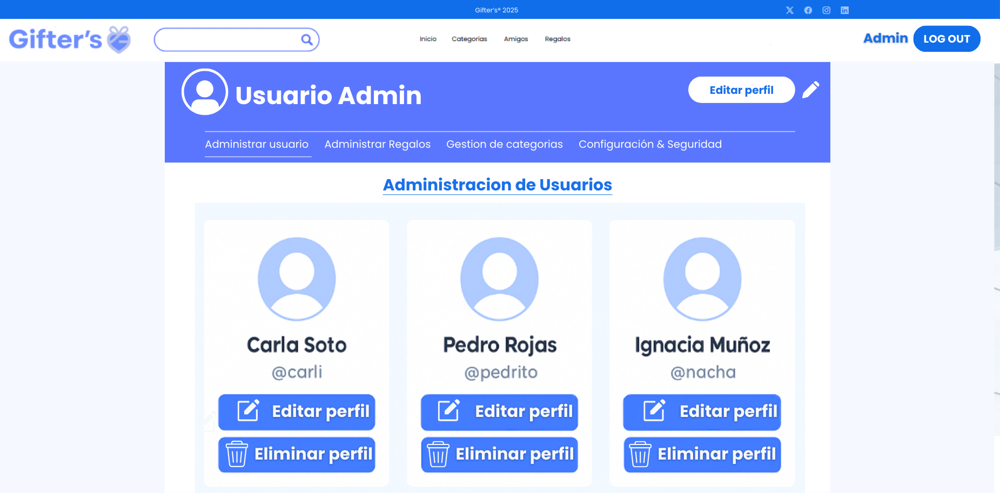 Gifter's® 2025
Gifter's
Inicio Categorías Amigos Regalos
Admin LOG OUT
Usuario Admin
Editar perfil
Administrar usuario Administrar Regalos Gestion de categorias Configuración & Seguridad
Administracion de Usuarios
Carla Soto Pedro Rojas Ignacia Muñoz
@carli @pedrito @nacha
Editar perfil Editar perfil Editar perfil
Eliminar perfil Eliminar perfil Eliminar perfil